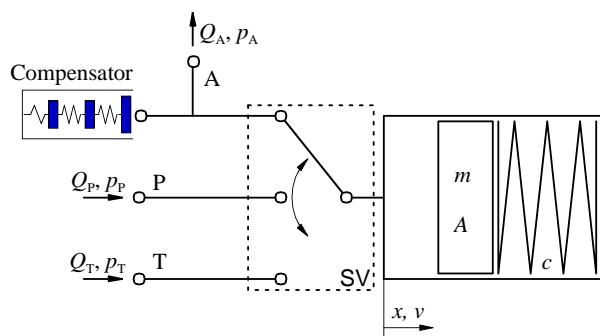 Q_A, p_A
Compensator
A
Q_P, p_P
P
m
A
Q_T, p_T
T
SV
c
x, v